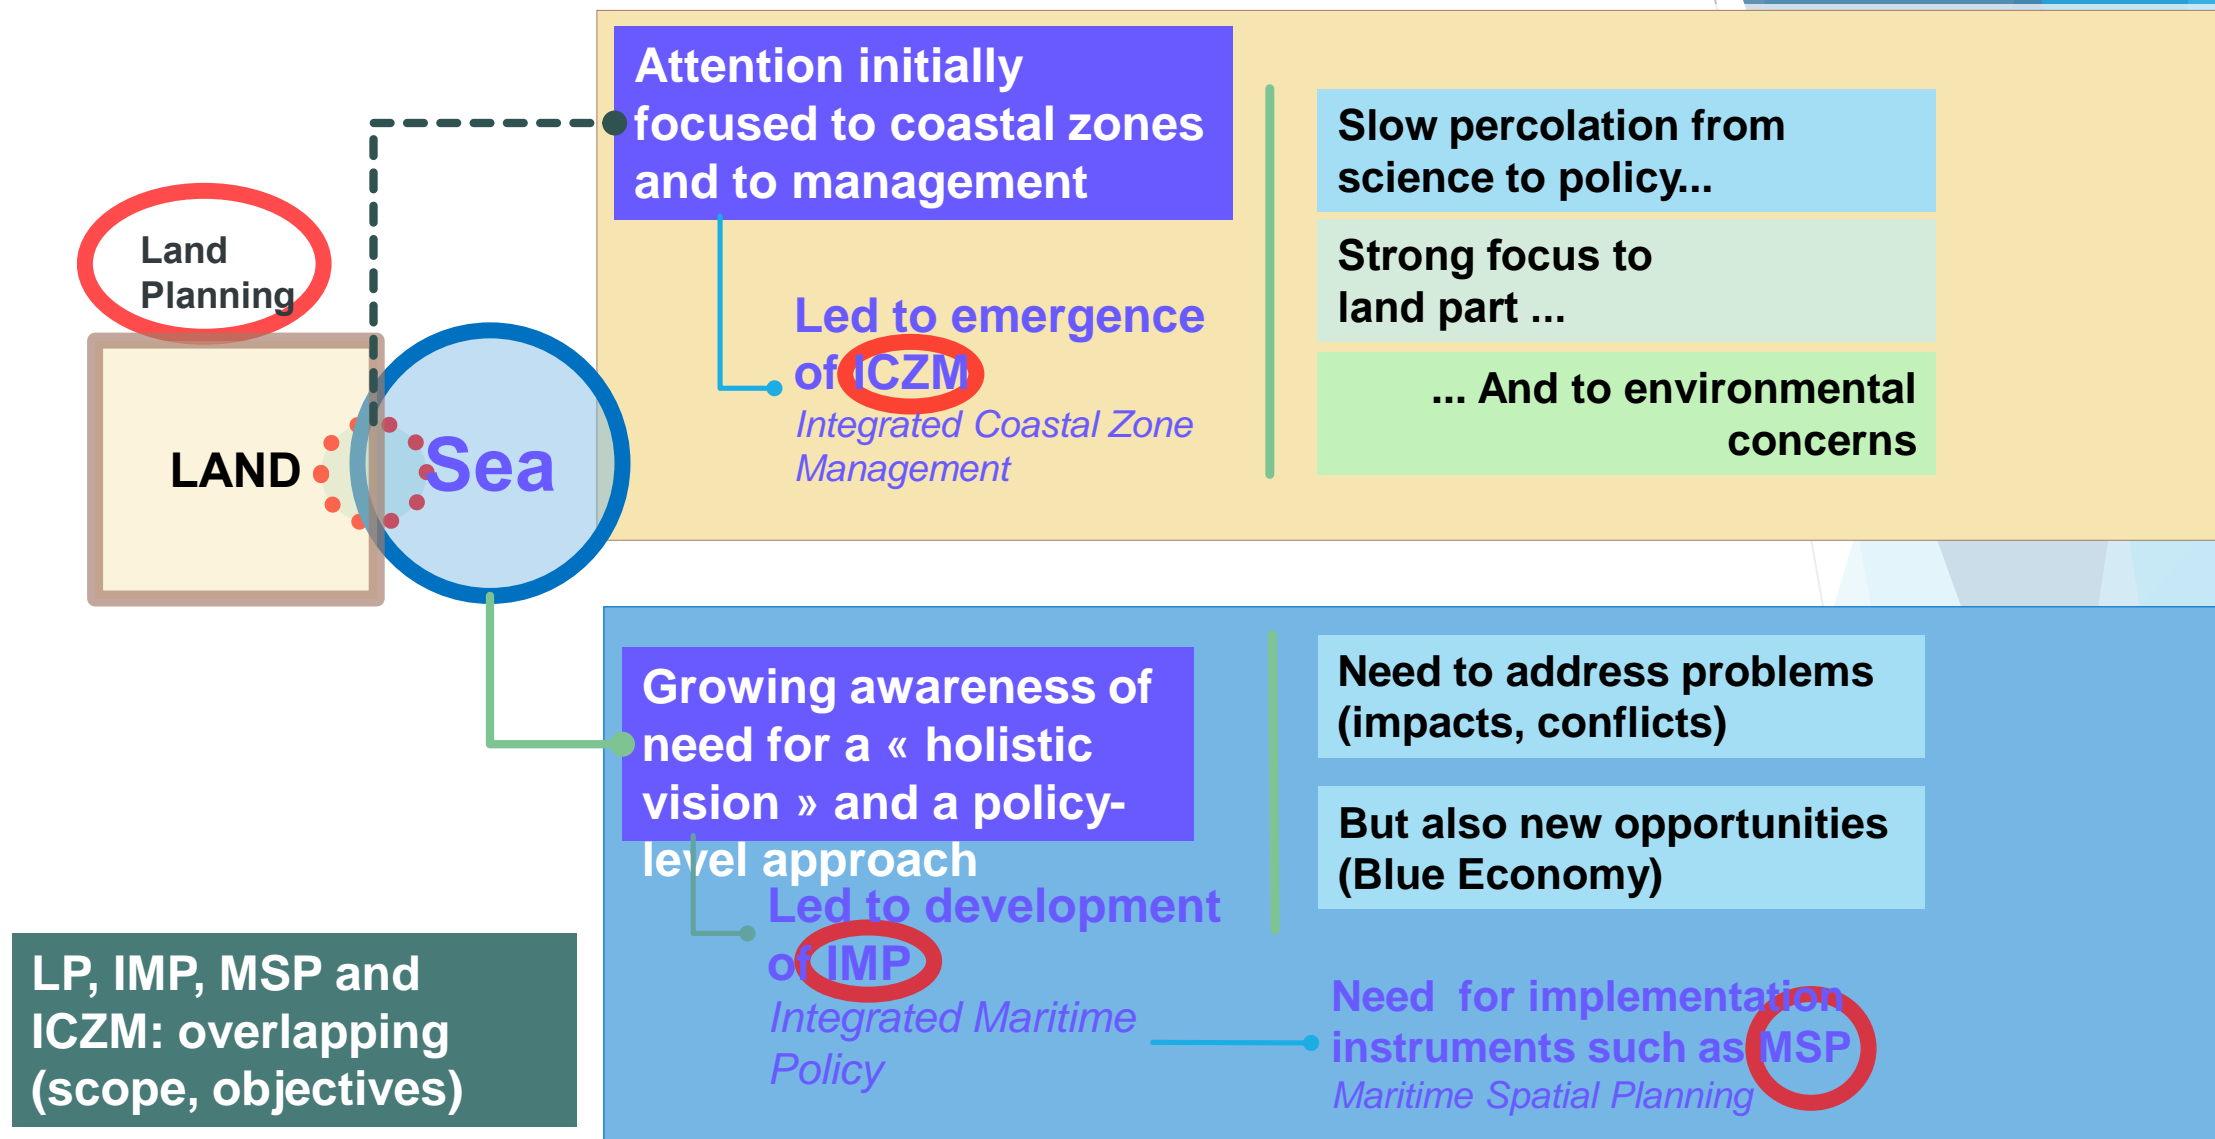 Attention initially
focused to coastal zones
and to management
Slow percolation from
science to policy...
Strong focus to
land part ...
... And to environmental
concerns
Led to emergence
of ICZM
Integrated Coastal Zone
Management
Land
Planning
LAND
Sea
Growing awareness of
need for a « holistic
vision » and a policy-
level approach
Need to address problems
(impacts, conflicts)
But also new opportunities
(Blue Economy)
Led to development
of IMP
Integrated Maritime
Policy
Need  for implementation
instruments such as MSP
Maritime Spatial Planning
LP, IMP, MSP and
ICZM: overlapping
(scope, objectives)